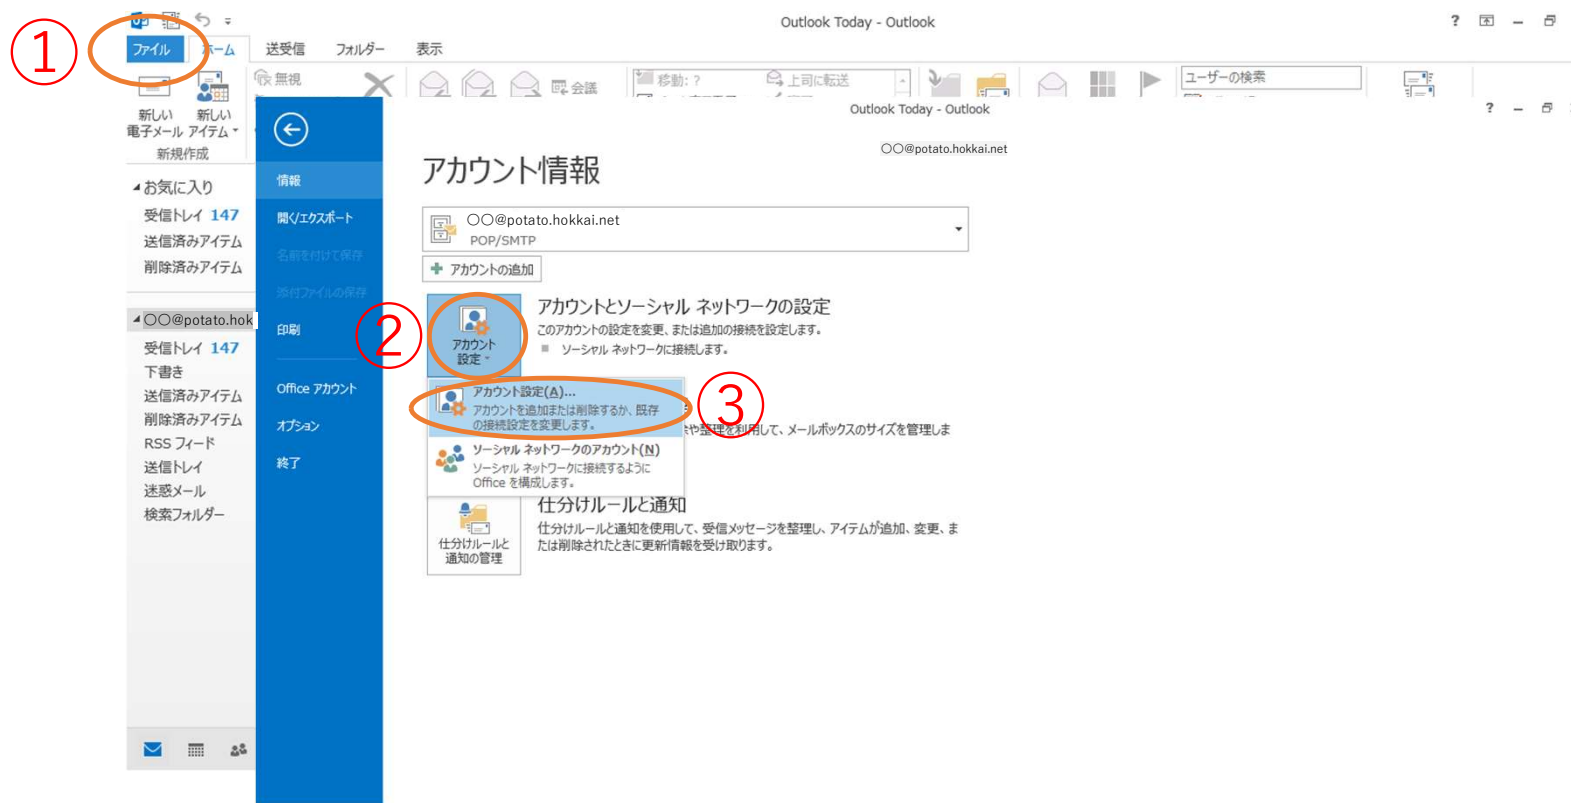 ①
Outlook Today - Outlook
?
ファイル
ホーム
送受信
フォルダー
表示
無視
会議
移動: ?
上司に転送
ユーザーの検索
新しい
電子メール
新しい
アイテム
新規作成
Outlook Today - Outlook
?
〇〇@potato.hokkai.net
お気に入り
受信トレイ 147
送信済みアイテム
削除済みアイテム
〇〇@potato.hok
受信トレイ 147
下書き
送信済みアイテム
削除済みアイテム
RSS フィード
送信トレイ
迷惑メール
検索フォルダー
情報
開く/エクスポート
名前を付けて保存
添付ファイルの保存
印刷
Office アカウント
オプション
終了
アカウント情報
〇〇@potato.hokkai.net
POP/SMTP
アカウントの追加
②
アカウント
設定
アカウントとソーシャル ネットワークの設定
このアカウントの設定を変更、または追加の接続を設定します。
ソーシャル ネットワークに接続します。
アカウント設定(A)...
アカウントを追加または削除するか、既存
の接続設定を変更します。
③
や整理を利用して、メールボックスのサイズを管理しま
ソーシャル ネットワークのアカウント(N)
ソーシャル ネットワークに接続するように
Office を構成します。
仕分けルールと
通知の管理
仕分けルールと通知
仕分けルールと通知を使用して、受信メッセージを整理し、アイテムが追加、変更、ま
たは削除されたときに更新情報を受け取ります。